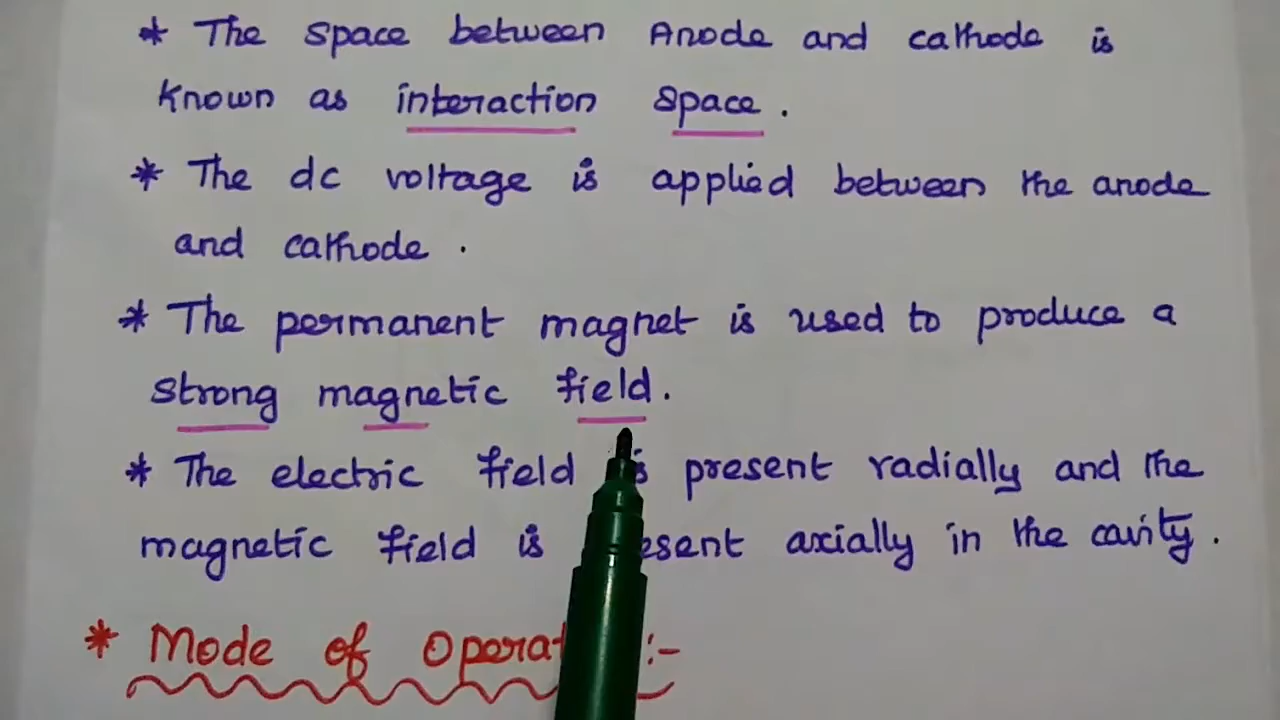 * The space between Anode and cathode is
known as interaction space.
* The dc voltage is applied between the anode
and cathode.
* The permanent magnet is used to produce a
strong magnetic field.
* The electric field present radially and the
magnetic field is axially in the cavity.
* Mode of :-